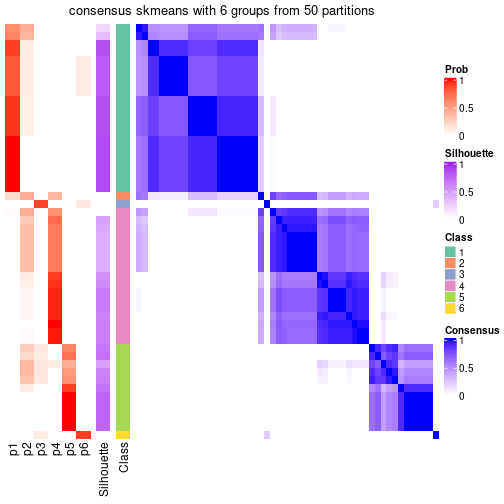 consensus skmeans with 6 groups from 50 partitions
Prob
1
0.5
0
Silhouette
1
0.5
0
Class
1
2
3
4
5
6
Consensus
1
0.5
0
p1
p2
p3
p4
p5
p6
Silhouette
Class